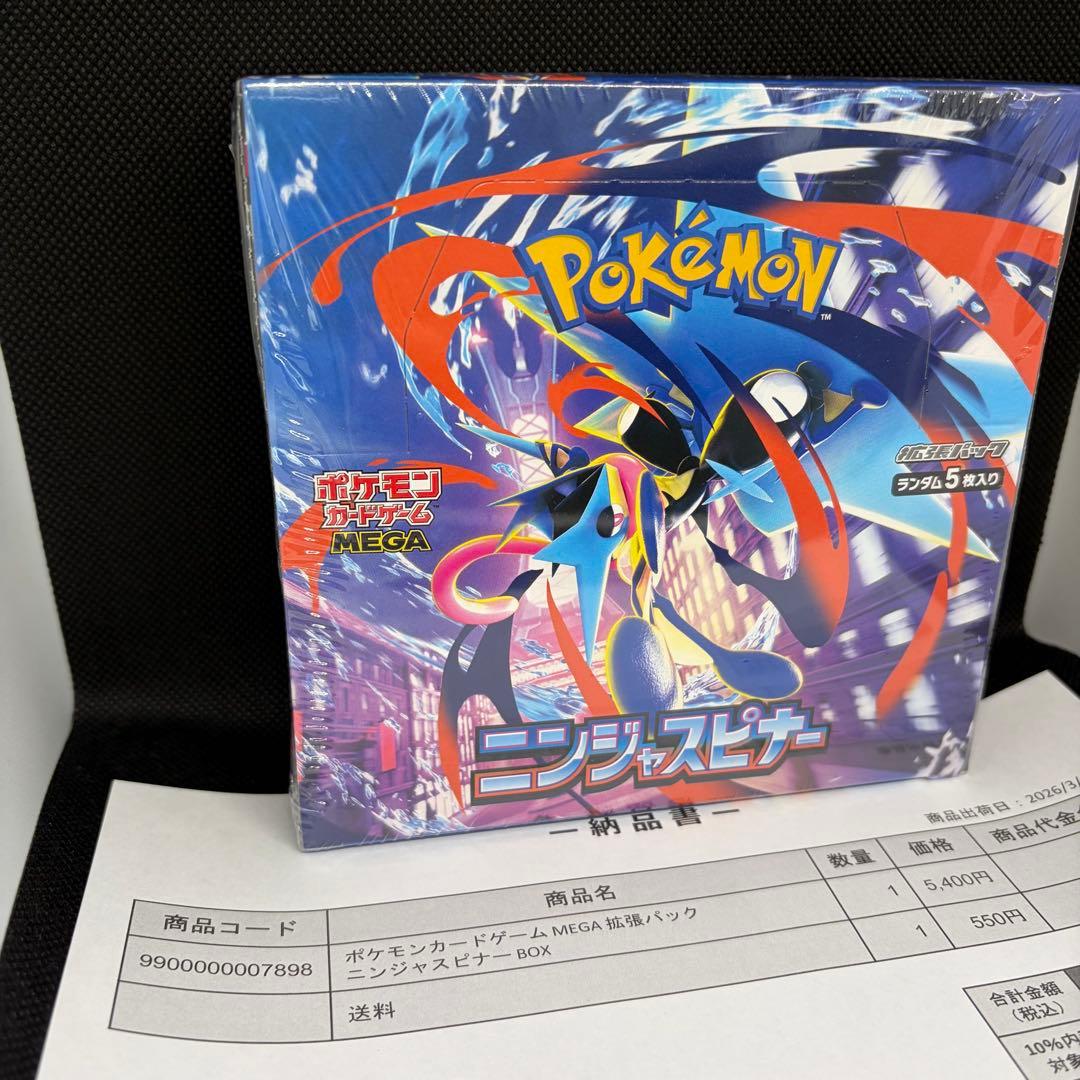 POKéMON
TM
拡張パック
ランダム5枚入り
ポケモン
カードゲーム
MEGA
ニンジャスピナー
ー納品書ー
商品出荷日：2026/3/
商品コード 商品名 数量 価格 商品代金
9900000007898 ポケモンカードゲーム MEGA 拡張パック 1 5,400円
ニンジャスピナー BOX
送料 1 550円
合計金額
(税込)
10%内
対象